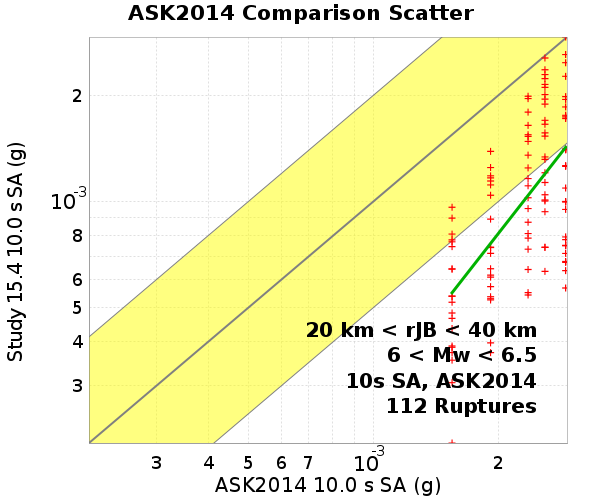 ASK2014 Comparison Scatter
Study 15.4 10.0 s SA (g)
2
10-3
8
6
5
4
3
20 km < rJB < 40 km
6 < Mw < 6.5
10s SA, ASK2014
112 Ruptures
3 4 5 6 7 10-3 2
ASK2014 10.0 s SA (g)